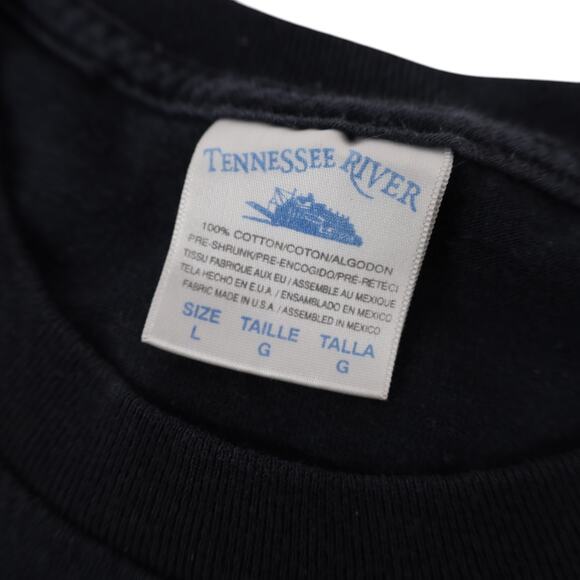 TENNESSEE RIVER
100% COTTON/COTON/ALGODON
PRE-SHRUNK/PRE-ENCOGIDO/PRÉ-RETECI
TISSU FABRIQUE AUX EU / ASSEMBLE AU MEXIQUE
TELA HECHO EN E.U.A. / ENSAMBLADO EN MEXICO
FABRIC MADE IN U.S.A. / ASSEMBLED IN MEXICO
SIZE TAILLE TALLA
L G G